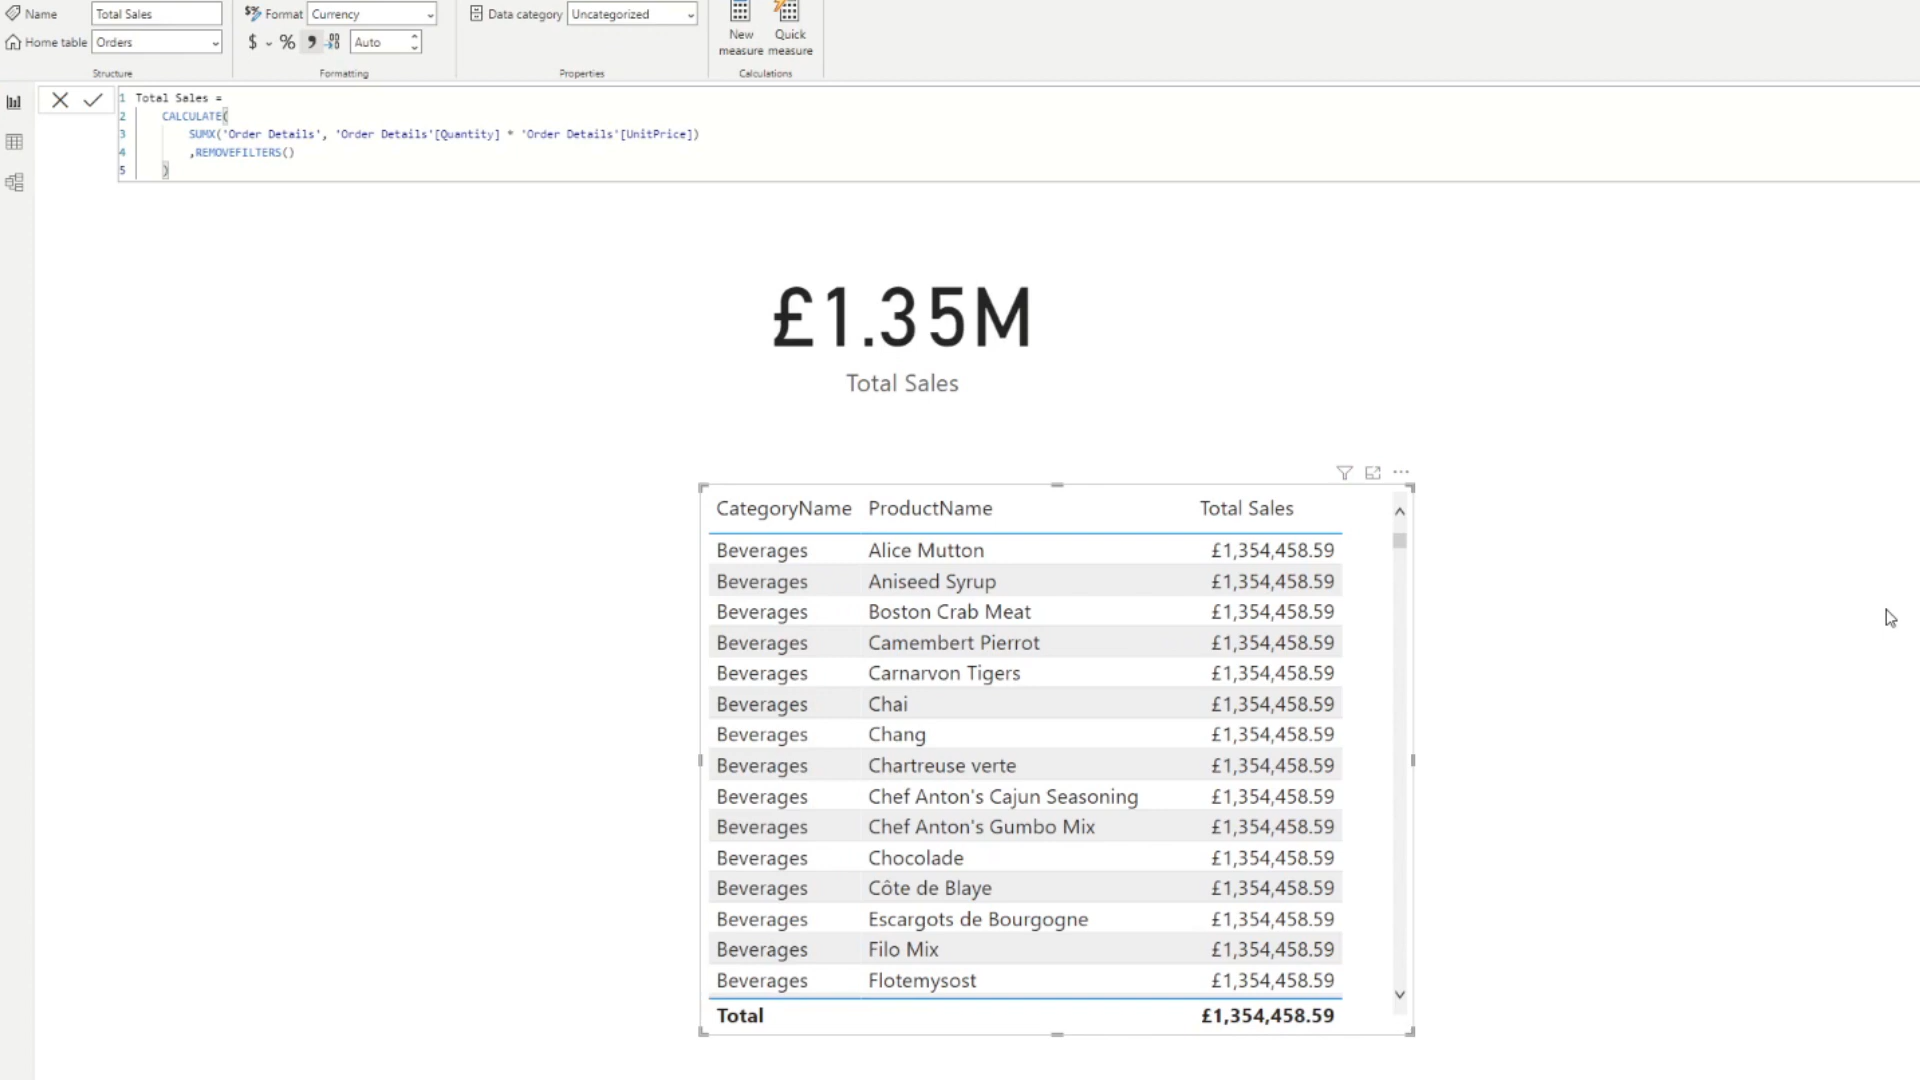 Name Total Sales
Format Currency
Data category Uncategorized
New measure
Quick measure
Home table Orders
$ % , Auto
Structure
Formatting
Properties
Calculations
1 Total Sales =
2 CALCULATE(
3 SUMX('Order Details', 'Order Details'[Quantity] * 'Order Details'[UnitPrice])
4 ,REMOVEFILTERS()
5 )
£1.35M
Total Sales
CategoryName ProductName Total Sales
Beverages Alice Mutton £1,354,458.59
Beverages Aniseed Syrup £1,354,458.59
Beverages Boston Crab Meat £1,354,458.59
Beverages Camembert Pierrot £1,354,458.59
Beverages Carnarvon Tigers £1,354,458.59
Beverages Chai £1,354,458.59
Beverages Chang £1,354,458.59
Beverages Chartreuse verte £1,354,458.59
Beverages Chef Anton's Cajun Seasoning £1,354,458.59
Beverages Chef Anton's Gumbo Mix £1,354,458.59
Beverages Chocolade £1,354,458.59
Beverages Côte de Blaye £1,354,458.59
Beverages Escargots de Bourgogne £1,354,458.59
Beverages Filo Mix £1,354,458.59
Beverages Flotemysost £1,354,458.59
Total £1,354,458.59